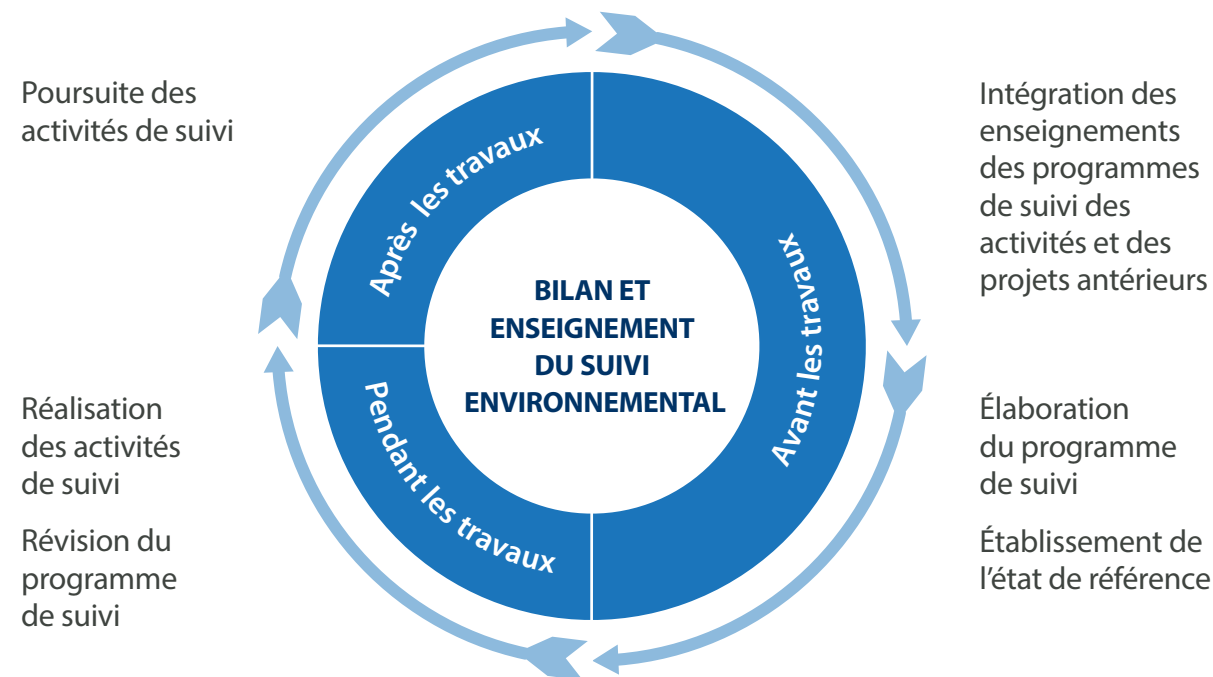 Poursuite des
activités de suivi
Intégration des
enseignements
des programmes
de suivi des
activités et des
projets antérieurs
Après les travaux
Avant les travaux
Pendant les travaux
BILAN ET
ENSEIGNEMENT
DU SUIVI
ENVIRONNEMENTAL
Élaboration
du programme
de suivi
Établissement de
l’état de référence
Réalisation
des activités
de suivi
Révision du
programme
de suivi